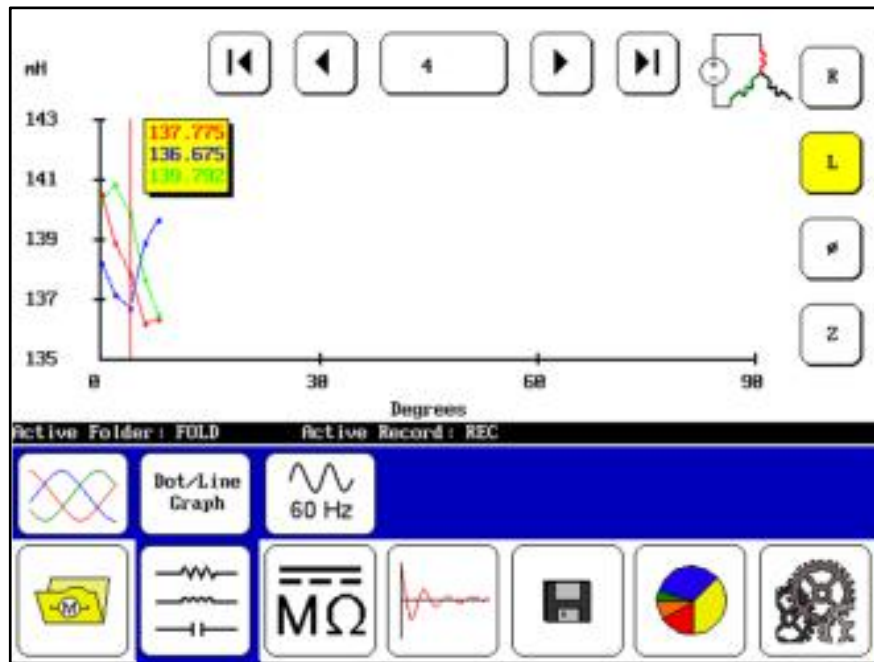 4
mH
R
143
137.775
136.675
139.792
141
L
139
ø
137
Z
135
0 30 60 90
Degrees
Active Folder: FOLD Active Record: REC
Dot/Line
Graph
60 Hz
M
MΩ